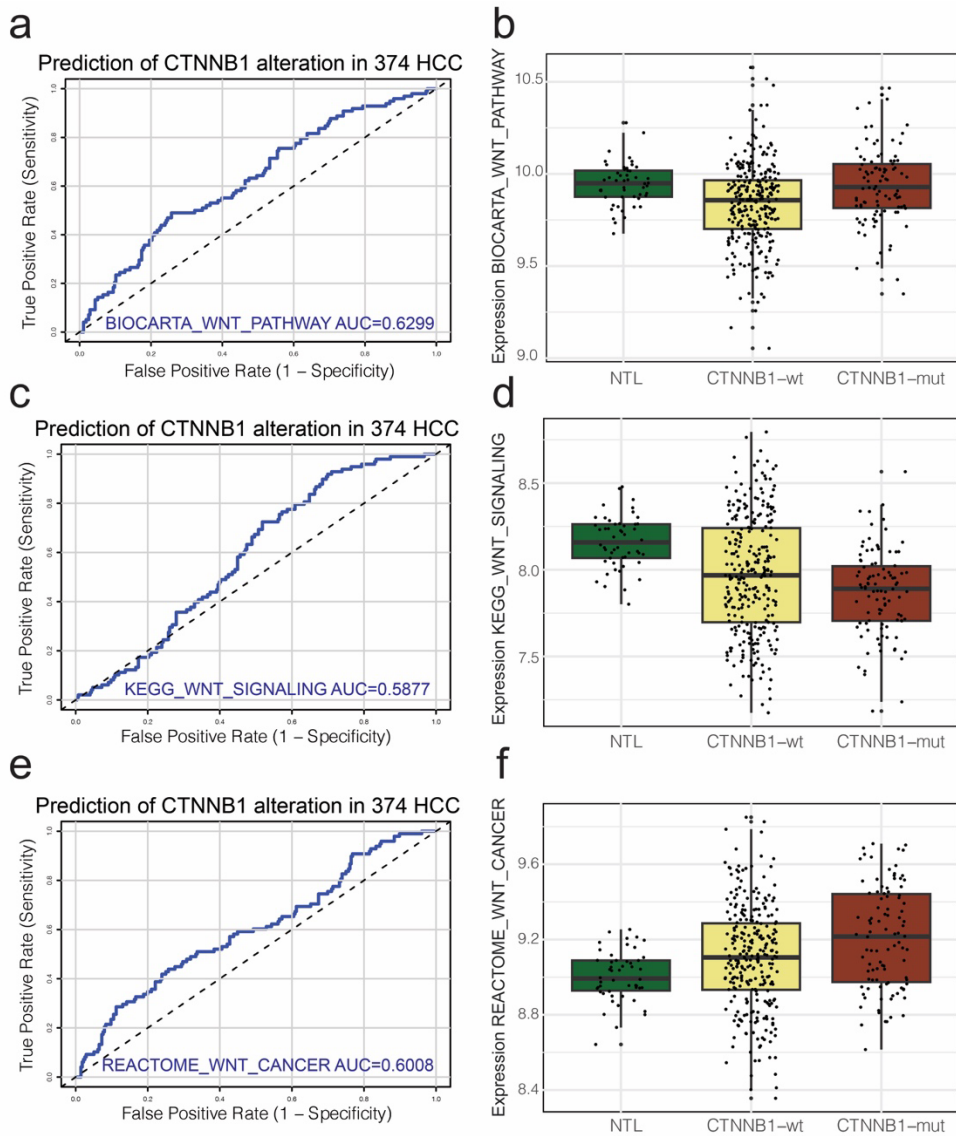 a
Prediction of CTNNB1 alteration in 374 HCC
True Positive Rate (Sensitivity)
1.0
0.8
0.6
0.4
0.2
0.0
BIOCARTA_WNT_PATHWAY AUC=0.6299
0.0 0.2 0.4 0.6 0.8 1.0
False Positive Rate (1 – Specificity)
b
Expression BIOCARTA_WNT_PATHWAY
10.5
10.0
9.5
9.0
NTL CTNNB1–wt CTNNB1–mut
c
Prediction of CTNNB1 alteration in 374 HCC
True Positive Rate (Sensitivity)
1.0
0.8
0.6
0.4
0.2
0.0
KEGG_WNT_SIGNALING AUC=0.5877
0.0 0.2 0.4 0.6 0.8 1.0
False Positive Rate (1 – Specificity)
d
Expression KEGG_WNT_SIGNALING
8.5
8.0
7.5
NTL CTNNB1–wt CTNNB1–mut
e
Prediction of CTNNB1 alteration in 374 HCC
True Positive Rate (Sensitivity)
1.0
0.8
0.6
0.4
0.2
0.0
REACTOME_WNT_CANCER AUC=0.6008
0.0 0.2 0.4 0.6 0.8 1.0
False Positive Rate (1 – Specificity)
f
Expression REACTOME_WNT_CANCER
9.6
9.2
8.8
8.4
NTL CTNNB1–wt CTNNB1–mut